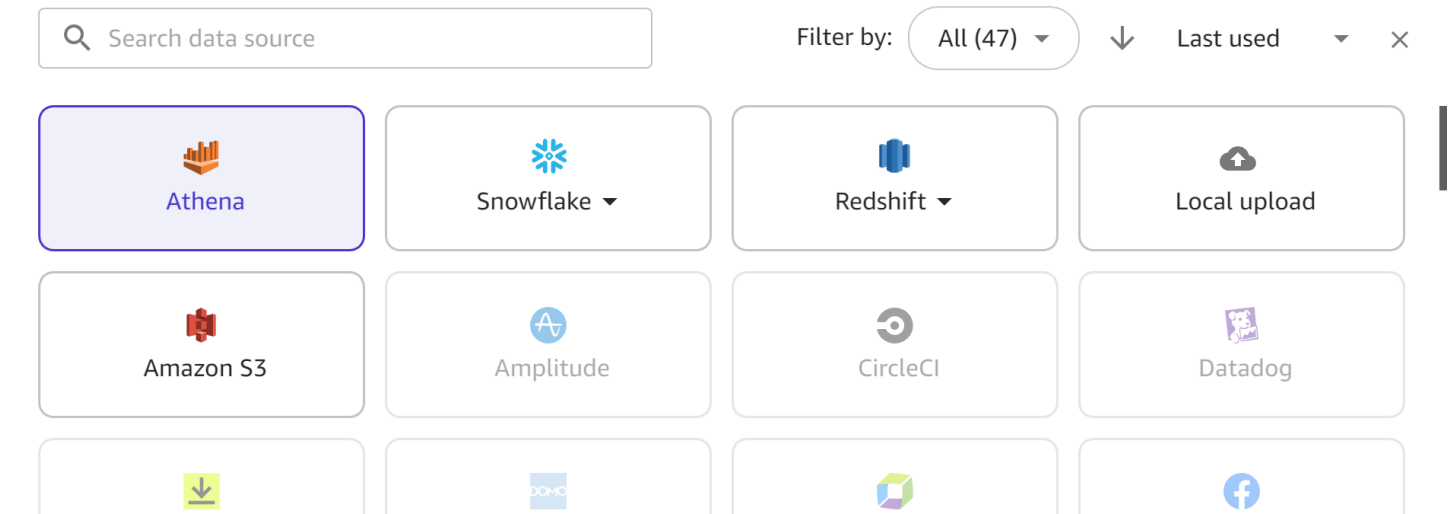 Search data source
Filter by:
All (47)
Last used
Athena
Snowflake
Redshift
Local upload
Amazon S3
Amplitude
CircleCI
Datadog
DOMO